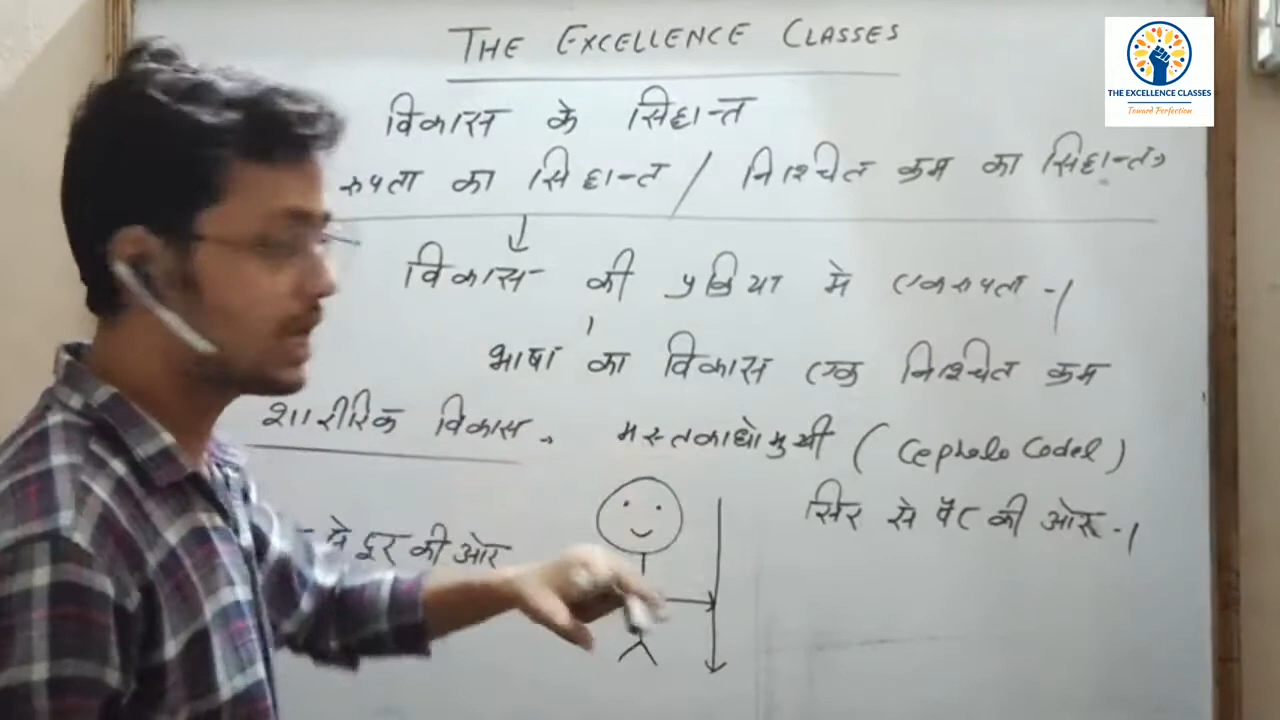 THE EXCELLENCE CLASSES
THE EXCELLENCE CLASSES
Toward Perfection
विकास के सिद्धान्त
रुपता का सिद्धान्त / निश्चित क्रम का सिद्धान्त
विकास की प्रक्रिया मे एकरुपता -।
भाषा का विकास एक निश्चित क्रम
शारीरिक विकास
मस्तकाधोमुखी (Cephalo Codel)
सिर से पैर की ओर -।
से दूर की ओर